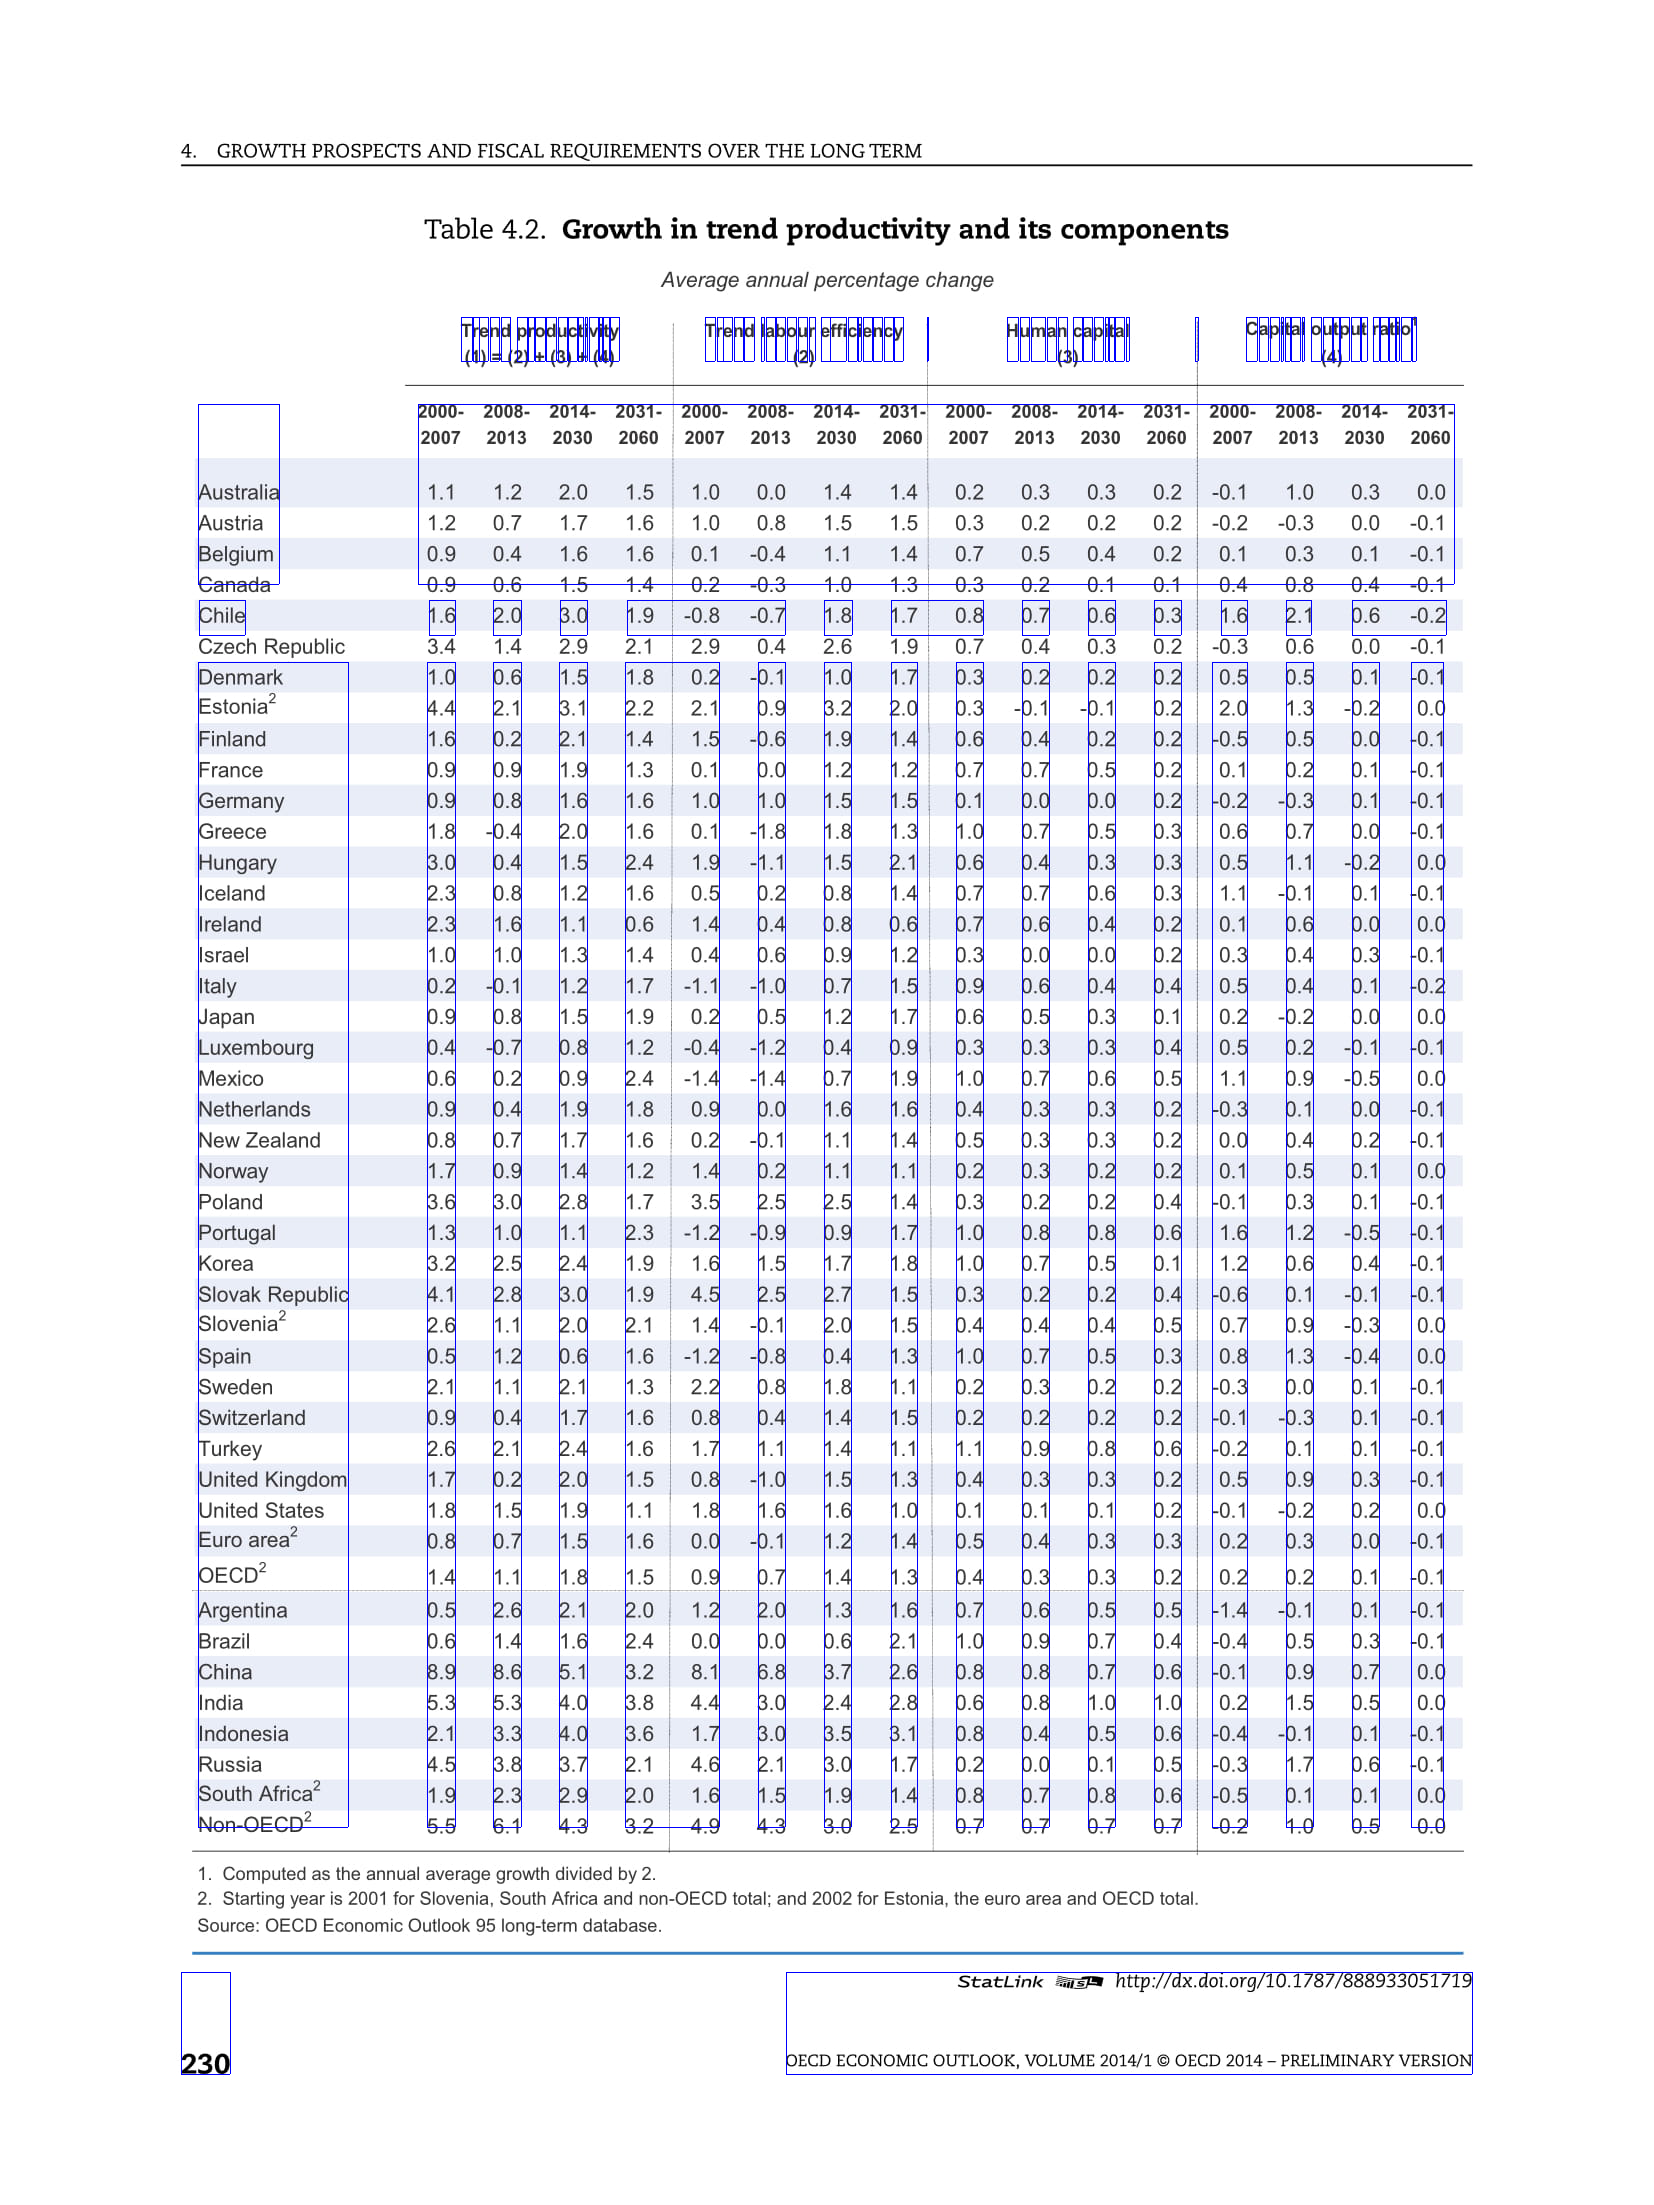 4. GROWTH PROSPECTS AND FISCAL REQUIREMENTS OVER THE LONG TERM
Table 4.2. Growth in trend productivity and its components
Average annual percentage change
Trend productivity Trend labour efficiency Human capital Capital output ratio¹
(1) = (2) + (3) + (4) (2) (3) (4)
2000- 2008- 2014- 2031- 2000- 2008- 2014- 2031- 2000- 2008- 2014- 2031- 2000- 2008- 2014- 2031-
2007 2013 2030 2060 2007 2013 2030 2060 2007 2013 2030 2060 2007 2013 2030 2060
Australia 1.1 1.2 2.0 1.5 1.0 0.0 1.4 1.4 0.2 0.3 0.3 0.2 -0.1 1.0 0.3 0.0
Austria 1.2 0.7 1.7 1.6 1.0 0.8 1.5 1.5 0.3 0.2 0.2 0.2 -0.2 -0.3 0.0 -0.1
Belgium 0.9 0.4 1.6 1.6 0.1 -0.4 1.1 1.4 0.7 0.5 0.4 0.2 0.1 0.3 0.1 -0.1
Canada 0.9 0.6 1.5 1.4 0.2 -0.3 1.0 1.3 0.3 0.2 0.1 0.1 0.4 0.8 0.4 -0.1
Chile 1.6 2.0 3.0 1.9 -0.8 -0.7 1.8 1.7 0.8 0.7 0.6 0.3 1.6 2.1 0.6 -0.2
Czech Republic 3.4 1.4 2.9 2.1 2.9 0.4 2.6 1.9 0.7 0.4 0.3 0.2 -0.3 0.6 0.0 -0.1
Denmark 1.0 0.6 1.5 1.8 0.2 -0.1 1.0 1.7 0.3 0.2 0.2 0.2 0.5 0.5 0.1 -0.1
Estonia² 4.4 2.1 3.1 2.2 2.1 0.9 3.2 2.0 0.3 -0.1 -0.1 0.2 2.0 1.3 -0.2 0.0
Finland 1.6 0.2 2.1 1.4 1.5 -0.6 1.9 1.4 0.6 0.4 0.2 0.2 -0.5 0.5 0.0 -0.1
France 0.9 0.9 1.9 1.3 0.1 0.0 1.2 1.2 0.7 0.7 0.5 0.2 0.1 0.2 0.1 -0.1
Germany 0.9 0.8 1.6 1.6 1.0 1.0 1.5 1.5 0.1 0.0 0.0 0.2 -0.2 -0.3 0.1 -0.1
Greece 1.8 -0.4 2.0 1.6 0.1 -1.8 1.8 1.3 1.0 0.7 0.5 0.3 0.6 0.7 0.0 -0.1
Hungary 3.0 0.4 1.5 2.4 1.9 -1.1 1.5 2.1 0.6 0.4 0.3 0.3 0.5 1.1 -0.2 0.0
Iceland 2.3 0.8 1.2 1.6 0.5 0.2 0.8 1.4 0.7 0.7 0.6 0.3 1.1 -0.1 0.1 -0.1
Ireland 2.3 1.6 1.1 0.6 1.4 0.4 0.8 0.6 0.7 0.6 0.4 0.2 0.1 0.6 0.0 0.0
Israel 1.0 1.0 1.3 1.4 0.4 0.6 0.9 1.2 0.3 0.0 0.0 0.2 0.3 0.4 0.3 -0.1
Italy 0.2 -0.1 1.2 1.7 -1.1 -1.0 0.7 1.5 0.9 0.6 0.4 0.4 0.5 0.4 0.1 -0.2
Japan 0.9 0.8 1.5 1.9 0.2 0.5 1.2 1.7 0.6 0.5 0.3 0.1 0.2 -0.2 0.0 0.0
Luxembourg 0.4 -0.7 0.8 1.2 -0.4 -1.2 0.4 0.9 0.3 0.3 0.3 0.4 0.5 0.2 -0.1 -0.1
Mexico 0.6 0.2 0.9 2.4 -1.4 -1.4 0.7 1.9 1.0 0.7 0.6 0.5 1.1 0.9 -0.5 0.0
Netherlands 0.9 0.4 1.9 1.8 0.9 0.0 1.6 1.6 0.4 0.3 0.3 0.2 -0.3 0.1 0.0 -0.1
New Zealand 0.8 0.7 1.7 1.6 0.2 -0.1 1.1 1.4 0.5 0.3 0.3 0.2 0.0 0.4 0.2 -0.1
Norway 1.7 0.9 1.4 1.2 1.4 0.2 1.1 1.1 0.2 0.3 0.2 0.2 0.1 0.5 0.1 0.0
Poland 3.6 3.0 2.8 1.7 3.5 2.5 2.5 1.4 0.3 0.2 0.2 0.4 -0.1 0.3 0.1 -0.1
Portugal 1.3 1.0 1.1 2.3 -1.2 -0.9 0.9 1.7 1.0 0.8 0.8 0.6 1.6 1.2 -0.5 -0.1
Korea 3.2 2.5 2.4 1.9 1.6 1.5 1.7 1.8 1.0 0.7 0.5 0.1 1.2 0.6 0.4 -0.1
Slovak Republic 4.1 2.8 3.0 1.9 4.5 2.5 2.7 1.5 0.3 0.2 0.2 0.4 -0.6 0.1 -0.1 -0.1
Slovenia² 2.6 1.1 2.0 2.1 1.4 -0.1 2.0 1.5 0.4 0.4 0.4 0.5 0.7 0.9 -0.3 0.0
Spain 0.5 1.2 0.6 1.6 -1.2 -0.8 0.4 1.3 1.0 0.7 0.5 0.3 0.8 1.3 -0.4 0.0
Sweden 2.1 1.1 2.1 1.3 2.2 0.8 1.8 1.1 0.2 0.3 0.2 0.2 -0.3 0.0 0.1 -0.1
Switzerland 0.9 0.4 1.7 1.6 0.8 0.4 1.4 1.5 0.2 0.2 0.2 0.2 -0.1 -0.3 0.1 -0.1
Turkey 2.6 2.1 2.4 1.6 1.7 1.1 1.4 1.1 1.1 0.9 0.8 0.6 -0.2 0.1 0.1 -0.1
United Kingdom 1.7 0.2 2.0 1.5 0.8 -1.0 1.5 1.3 0.4 0.3 0.3 0.2 0.5 0.9 0.3 -0.1
United States 1.8 1.5 1.9 1.1 1.8 1.6 1.6 1.0 0.1 0.1 0.1 0.2 -0.1 -0.2 0.2 0.0
Euro area² 0.8 0.7 1.5 1.6 0.0 -0.1 1.2 1.4 0.5 0.4 0.3 0.3 0.2 0.3 0.0 -0.1
OECD² 1.4 1.1 1.8 1.5 0.9 0.7 1.4 1.3 0.4 0.3 0.3 0.2 0.2 0.2 0.1 -0.1
Argentina 0.5 2.6 2.1 2.0 1.2 2.0 1.3 1.6 0.7 0.6 0.5 0.5 -1.4 -0.1 0.1 -0.1
Brazil 0.6 1.4 1.6 2.4 0.0 0.0 0.6 2.1 1.0 0.9 0.7 0.4 -0.4 0.5 0.3 -0.1
China 8.9 8.6 5.1 3.2 8.1 6.8 3.7 2.6 0.8 0.8 0.7 0.6 -0.1 0.9 0.7 0.0
India 5.3 5.3 4.0 3.8 4.4 3.0 2.4 2.8 0.6 0.8 1.0 1.0 0.2 1.5 0.5 0.0
Indonesia 2.1 3.3 4.0 3.6 1.7 3.0 3.5 3.1 0.8 0.4 0.5 0.6 -0.4 -0.1 0.1 -0.1
Russia 4.5 3.8 3.7 2.1 4.6 2.1 3.0 1.7 0.2 0.0 0.1 0.5 -0.3 1.7 0.6 -0.1
South Africa² 1.9 2.3 2.9 2.0 1.6 1.5 1.9 1.4 0.8 0.7 0.8 0.6 -0.5 0.1 0.1 0.0
Non-OECD² 5.5 6.1 4.3 3.2 4.9 4.3 3.0 2.5 0.7 0.7 0.7 0.7 -0.2 1.0 0.5 0.0
1. Computed as the annual average growth divided by 2.
2. Starting year is 2001 for Slovenia, South Africa and non-OECD total; and 2002 for Estonia, the euro area and OECD total.
Source: OECD Economic Outlook 95 long-term database.
StatLink http://dx.doi.org/10.1787/888933051719
230
OECD ECONOMIC OUTLOOK, VOLUME 2014/1 © OECD 2014 – PRELIMINARY VERSION